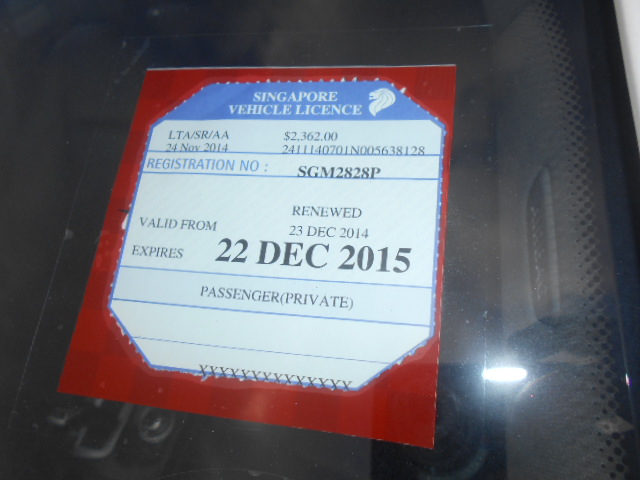 SINGAPORE
VEHICLE LICENCE
LTA/SR/AA $2,362.00
24 Nov 2014 2411140701N005638128
REGISTRATION NO : SGM2828P
RENEWED
VALID FROM 23 DEC 2014
EXPIRES 22 DEC 2015
PASSENGER(PRIVATE)
XXXXXXXXXXXXXXX